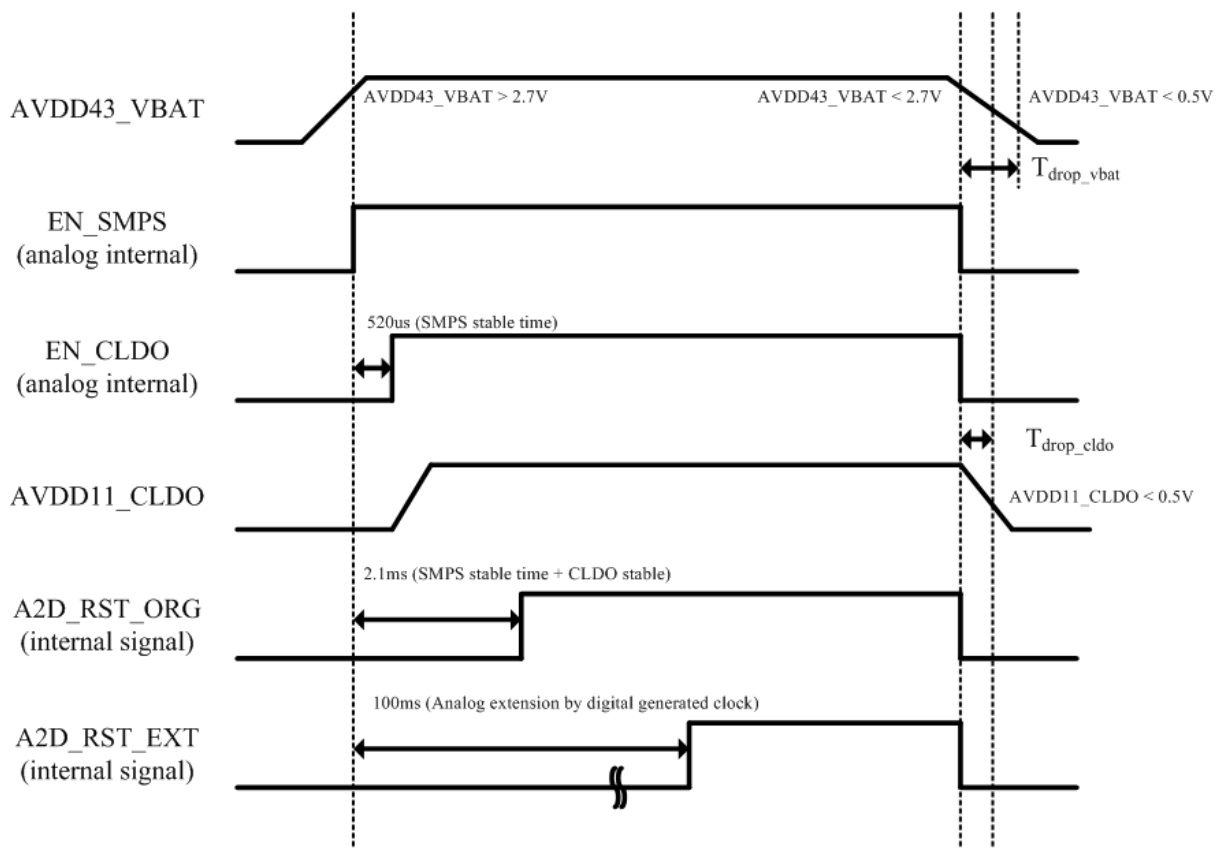 AVDD43_VBAT
AVDD43_VBAT > 2.7V
AVDD43_VBAT < 2.7V
AVDD43_VBAT < 0.5V
Tdrop_vbat
EN_SMPS
(analog internal)
520us (SMPS stable time)
EN_CLDO
(analog internal)
Tdrop_cldo
AVDD11_CLDO
AVDD11_CLDO < 0.5V
2.1ms (SMPS stable time + CLDO stable)
A2D_RST_ORG
(internal signal)
100ms (Analog extension by digital generated clock)
A2D_RST_EXT
(internal signal)